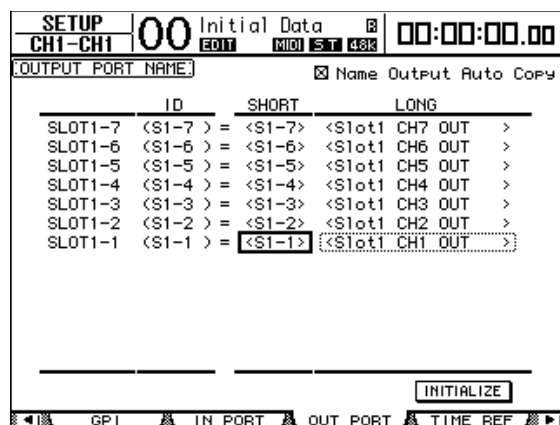 SETUP
CH1-CH1
00
Initial Data
EDIT MIDI ST 48K
00:00:00.00
OUTPUT PORT NAME
Name Output Auto Copy
ID SHORT LONG
SLOT1-7 (S1-7 ) = <S1-7> <Slot1 CH7 OUT >
SLOT1-6 (S1-6 ) = <S1-6> <Slot1 CH6 OUT >
SLOT1-5 (S1-5 ) = <S1-5> <Slot1 CH5 OUT >
SLOT1-4 (S1-4 ) = <S1-4> <Slot1 CH4 OUT >
SLOT1-3 (S1-3 ) = <S1-3> <Slot1 CH3 OUT >
SLOT1-2 (S1-2 ) = <S1-2> <Slot1 CH2 OUT >
SLOT1-1 (S1-1 ) = <S1-1> <Slot1 CH1 OUT >
INITIALIZE
GPI IN PORT OUT PORT TIME REF